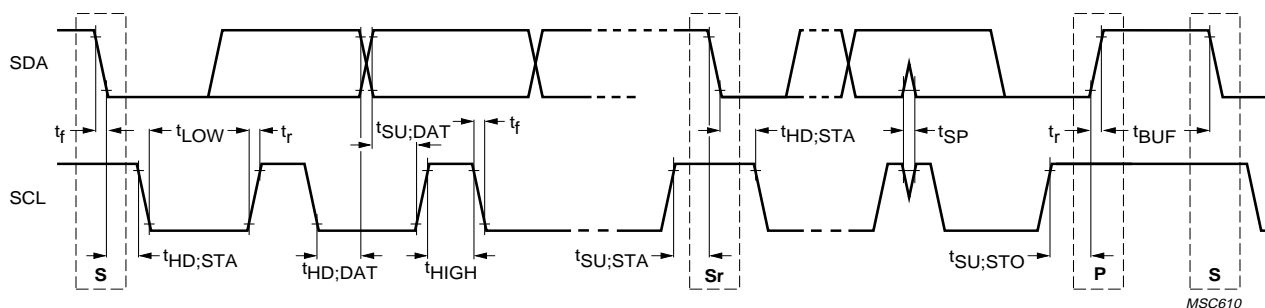 SDA
t_f
t_LOW
t_r
t_SU;DAT
t_f
t_HD;STA
t_SP
t_r
t_BUF
SCL
t_HD;STA
t_HD;DAT
t_HIGH
t_SU;STA
t_SU;STO
S
Sr
P
S
MSC610